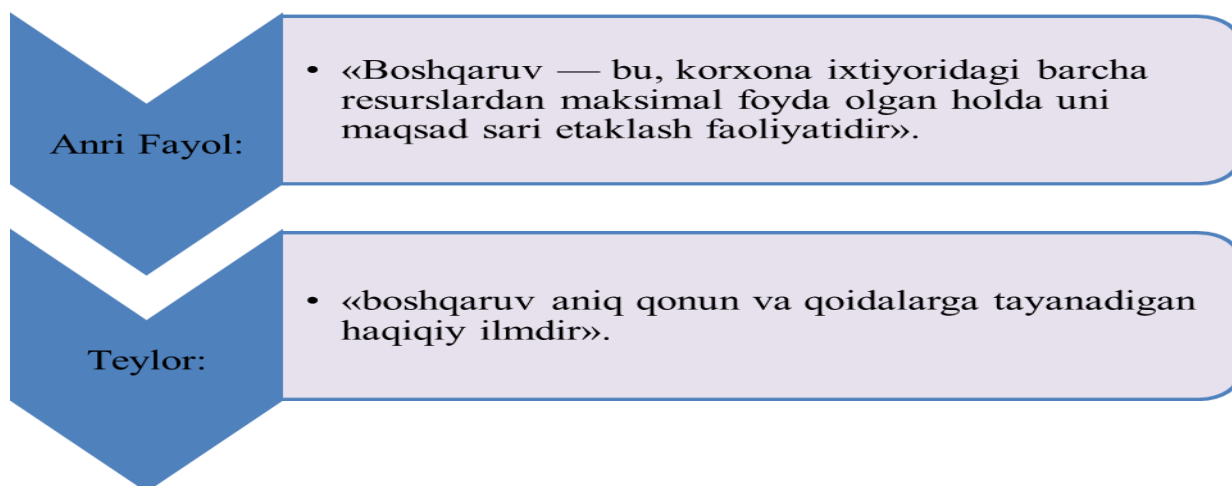 Anri Fayol:
• «Boshqaruv — bu, korxona ixtiyoridagi barcha
resurslardan maksimal foyda olgan holda uni
maqsad sari etaklash faoliyatidir».
Teylor:
• «boshqaruv aniq qonun va qoidalarga tayanadigan
haqiqiy ilmdir».